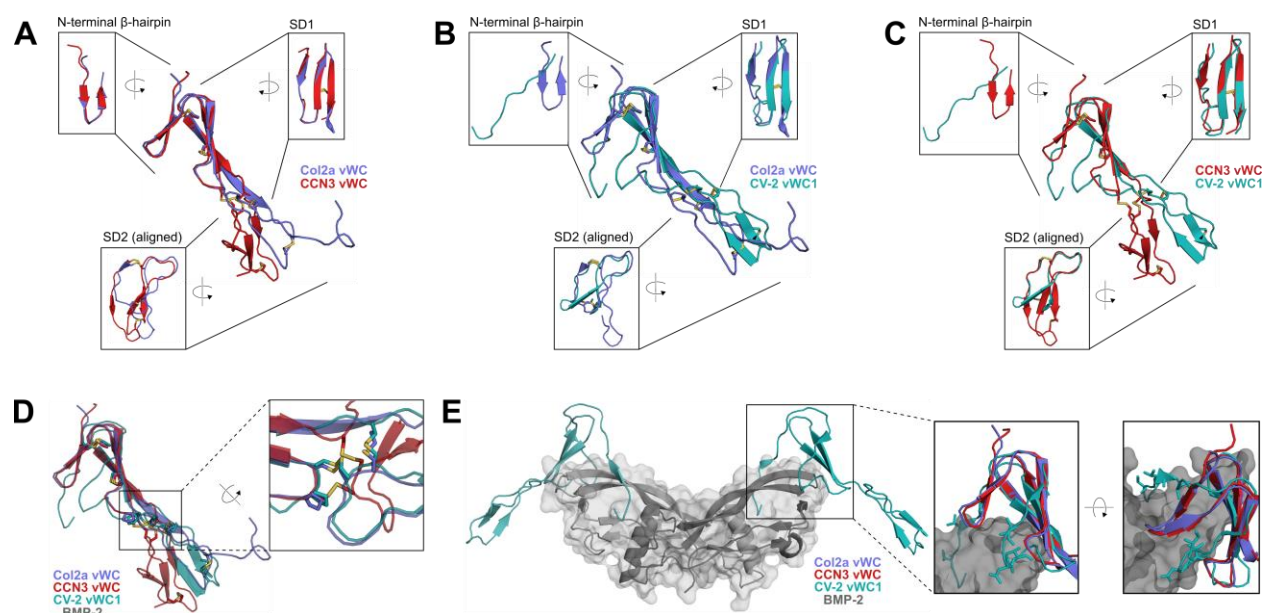 A
N-terminal β-hairpin
SD1
Col2a vWC
CCN3 vWC
SD2 (aligned)
B
N-terminal β-hairpin
SD1
Col2a vWC
CV-2 vWC1
SD2 (aligned)
C
N-terminal β-hairpin
SD1
CCN3 vWC
CV-2 vWC1
SD2 (aligned)
D
Col2a vWC
CCN3 vWC
CV-2 vWC1
BMP-2
E
Col2a vWC
CCN3 vWC
CV-2 vWC1
BMP-2